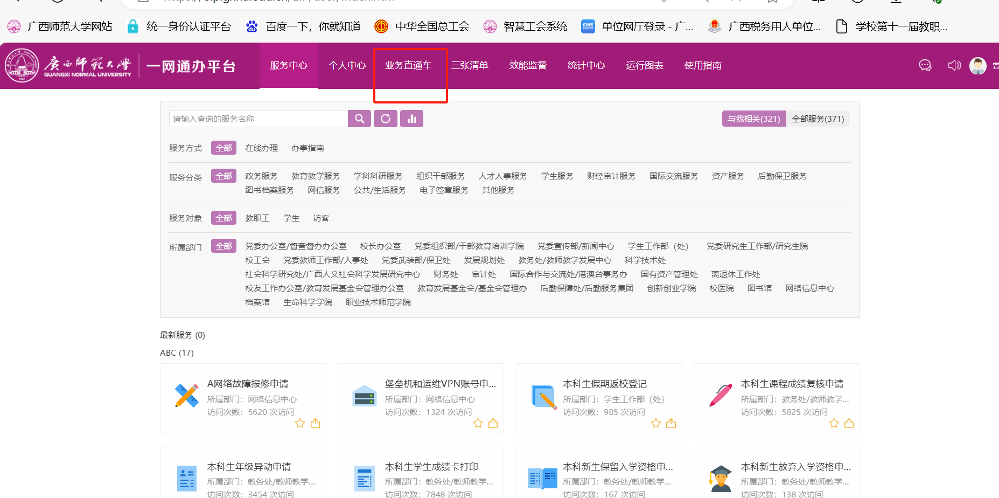 广西师范大学网站 统一身份认证平台 百度一下，你就知道 中华全国总工会 智慧工会系统 单位网厅登录 - 广... 广西税务用人单位... 学校第十一届教职...
广西师范大学 GUANGXI NORMAL UNIVERSITY 1932 一网通办平台 服务中心 个人中心 业务直通车 三张清单 效能监督 统计中心 运行图表 使用指南
请输入查询的服务名称 与我相关(321) 全部服务(371)
服务方式 全部 在线办理 办事指南
服务分类 全部 政务服务 教育教学服务 学科科研服务 组织干部服务 人才人事服务 学生服务 财经审计服务 国际交流服务 资产服务 后勤保卫服务
图书档案服务 网信服务 公共/生活服务 电子签章服务 其他服务
服务对象 全部 教职工 学生 访客
所属部门 全部 党委办公室/督查督办办公室 校长办公室 党委组织部/干部教育培训学院 党委宣传部/新闻中心 学生工作部（处） 党委研究生工作部/研究生院
校工会 党委教师工作部/人事处 党委武装部/保卫处 发展规划处 教务处/教师教学发展中心 科学技术处
社会科学研究处/广西人文社会科学发展研究中心 财务处 审计处 国际合作与交流处/港澳台事务办 国有资产管理处 离退休工作处
校友工作办公室/教育发展基金会管理办公室 教育发展基金会/基金会管理办 后勤保障处/后勤服务集团 创新创业学院 校医院 图书馆 网络信息中心
档案馆 生命科学学院 职业技术师范学院
最新服务 (0)
ABC (17)
A网络故障报修申请 堡垒机和运维VPN账号申... 本科生假期返校登记 本科生课程成绩复核申请
所属部门：网络信息中心 所属部门：网络信息中心 所属部门：学生工作部（处） 所属部门：教务处/教师教学...
访问次数：5620 次访问 访问次数：1324 次访问 访问次数：985 次访问 访问次数：5825 次访问
本科生年级异动申请 本科生学生成绩卡打印 本科新生保留入学资格申... 本科新生放弃入学资格申...
所属部门：教务处/教师教学... 所属部门：教务处/教师教学... 所属部门：教务处/教师教学... 所属部门：教务处/教师教学...
访问次数：3454 次访问 访问次数：7848 次访问 访问次数：167 次访问 访问次数：138 次访问